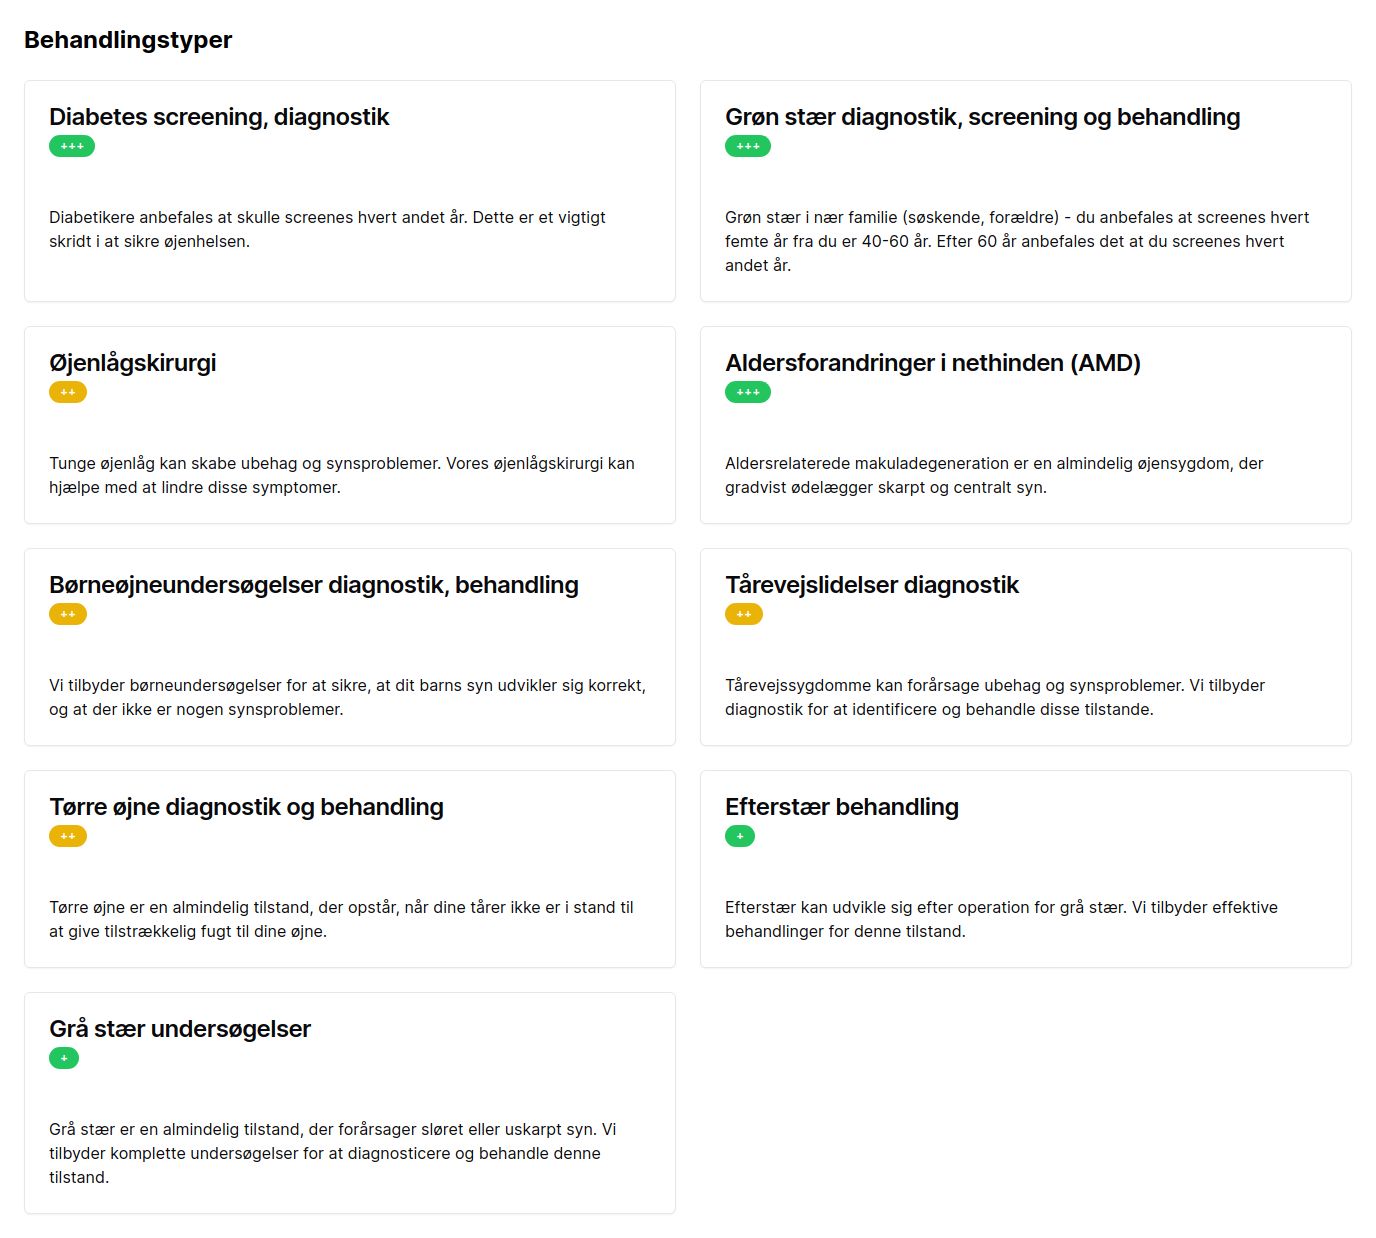 Behandlingstyper
Diabetes screening, diagnostik
+++
Diabetikere anbefales at skulle screenes hvert andet år. Dette er et vigtigt
skridt i at sikre øjenhelsen.
Grøn stær diagnostik, screening og behandling
+++
Grøn stær i nær familie (søskende, forældre) - du anbefales at screenes hvert
femte år fra du er 40-60 år. Efter 60 år anbefales det at du screenes hvert
andet år.
Øjenlågskirurgi
++
Tunge øjenlåg kan skabe ubehag og synsproblemer. Vores øjenlågskirurgi kan
hjælpe med at lindre disse symptomer.
Aldersforandringer i nethinden (AMD)
+++
Aldersrelaterede makuladegeneration er en almindelig øjensygdom, der
gradvist ødelægger skarpt og centralt syn.
Børneøjneundersøgelser diagnostik, behandling
++
Vi tilbyder børneundersøgelser for at sikre, at dit barns syn udvikler sig korrekt,
og at der ikke er nogen synsproblemer.
Tårevejslidelser diagnostik
++
Tårevejssygdomme kan forårsage ubehag og synsproblemer. Vi tilbyder
diagnostik for at identificere og behandle disse tilstande.
Tørre øjne diagnostik og behandling
++
Tørre øjne er en almindelig tilstand, der opstår, når dine tårer ikke er i stand til
at give tilstrækkelig fugt til dine øjne.
Efterstær behandling
+
Efterstær kan udvikle sig efter operation for grå stær. Vi tilbyder effektive
behandlinger for denne tilstand.
Grå stær undersøgelser
+
Grå stær er en almindelig tilstand, der forårsager sløret eller uskarpt syn. Vi
tilbyder komplette undersøgelser for at diagnosticere og behandle denne
tilstand.